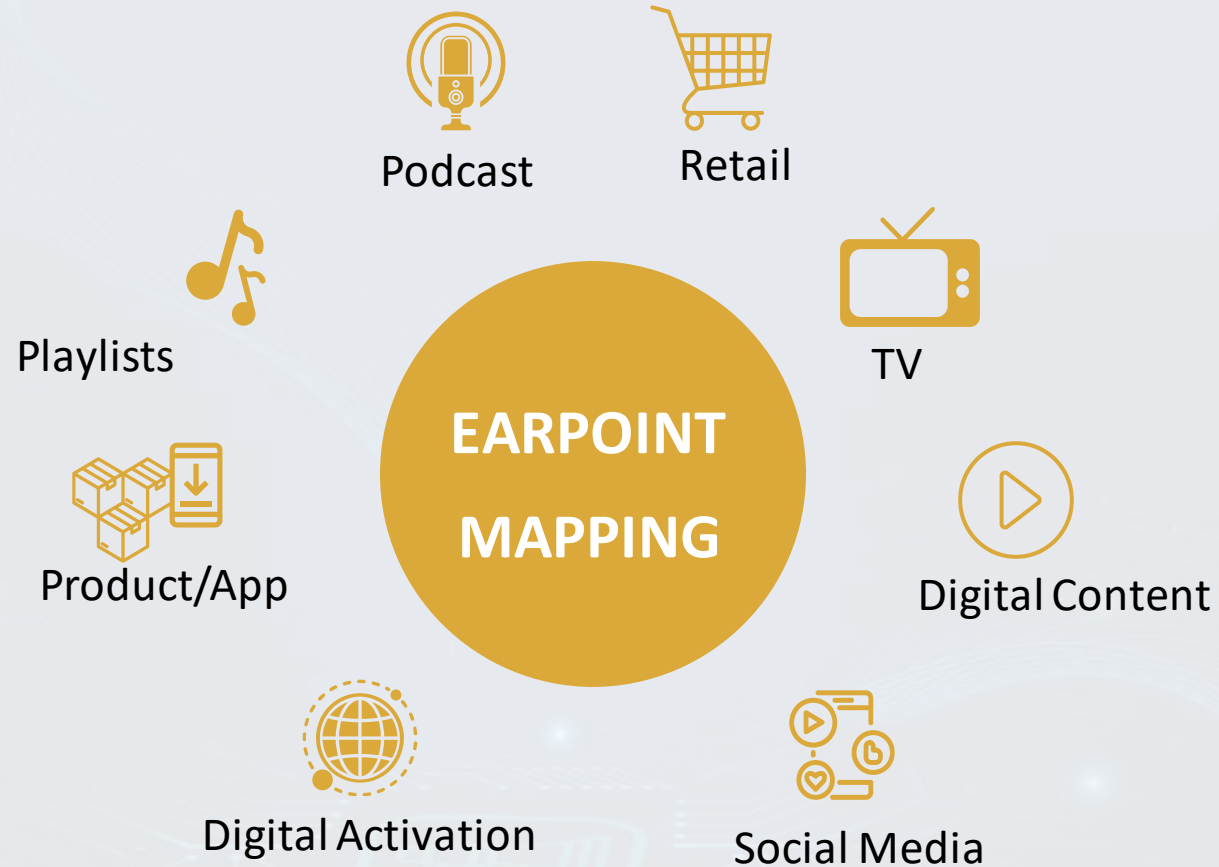 Podcast
Retail
Playlists
TV
EARPOINT
MAPPING
Product/App
Digital Content
Digital Activation
Social Media